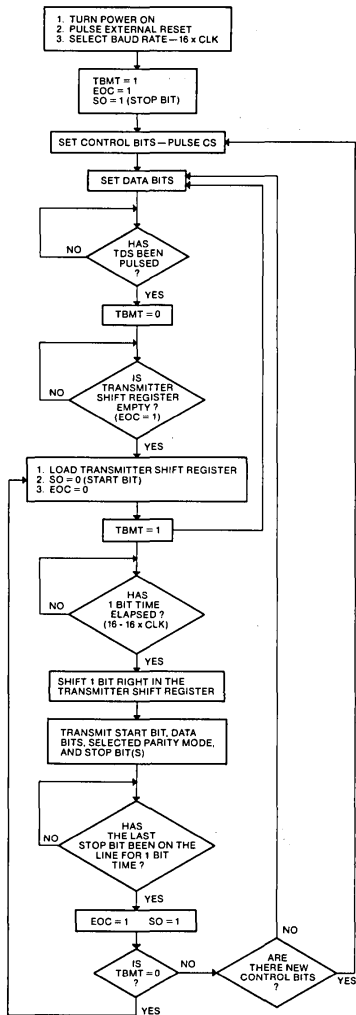 1. TURN POWER ON
2. PULSE EXTERNAL RESET
3. SELECT BAUD RATE — 16 x CLK
TBMT = 1
EOC = 1
SO = 1 (STOP BIT)
SET CONTROL BITS — PULSE CS
SET DATA BITS
HAS
TDS BEEN
PULSED
?
NO
YES
TBMT = 0
IS
TRANSMITTER
SHIFT REGISTER
EMPTY ?
(EOC = 1)
NO
YES
1. LOAD TRANSMITTER SHIFT REGISTER
2. SO = 0 (START BIT)
3. EOC = 0
TBMT = 1
HAS
1 BIT TIME
ELAPSED ?
(16 - 16 x CLK)
NO
YES
SHIFT 1 BIT RIGHT IN THE
TRANSMITTER SHIFT REGISTER
TRANSMIT START BIT, DATA
BITS, SELECTED PARITY MODE,
AND STOP BIT(S)
HAS
THE LAST
STOP BIT BEEN ON THE
LINE FOR 1 BIT
TIME ?
NO
YES
EOC = 1 SO = 1
IS
TBMT = 0
?
NO
YES
ARE
THERE NEW
CONTROL BITS
?
NO
YES